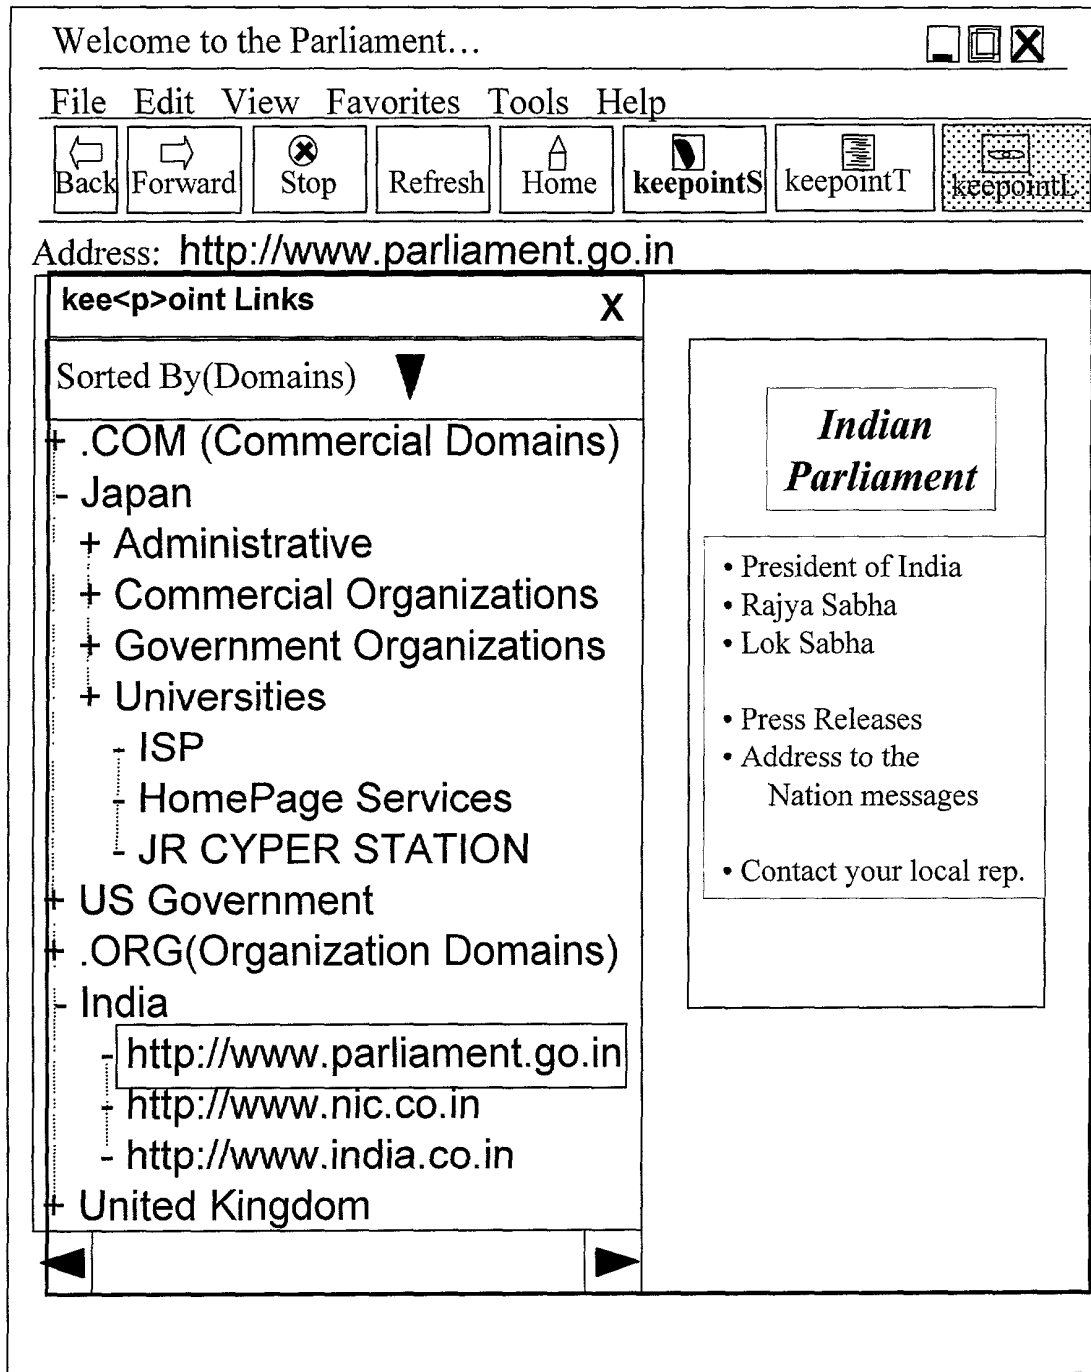 Welcome to the Parliament...
File Edit View Favorites Tools Help
Back Forward Stop Refresh Home keepointS keepointT keepointL
Address: http://www.parliament.go.in
kee<p>oint Links X
Sorted By(Domains)
+ .COM (Commercial Domains)
- Japan
+ Administrative
+ Commercial Organizations
+ Government Organizations
+ Universities
- ISP
- HomePage Services
- JR CYPER STATION
+ US Government
+ .ORG(Organization Domains)
- India
- http://www.parliament.go.in
- http://www.nic.co.in
- http://www.india.co.in
+ United Kingdom
Indian
Parliament
• President of India
• Rajya Sabha
• Lok Sabha
• Press Releases
• Address to the
Nation messages
• Contact your local rep.